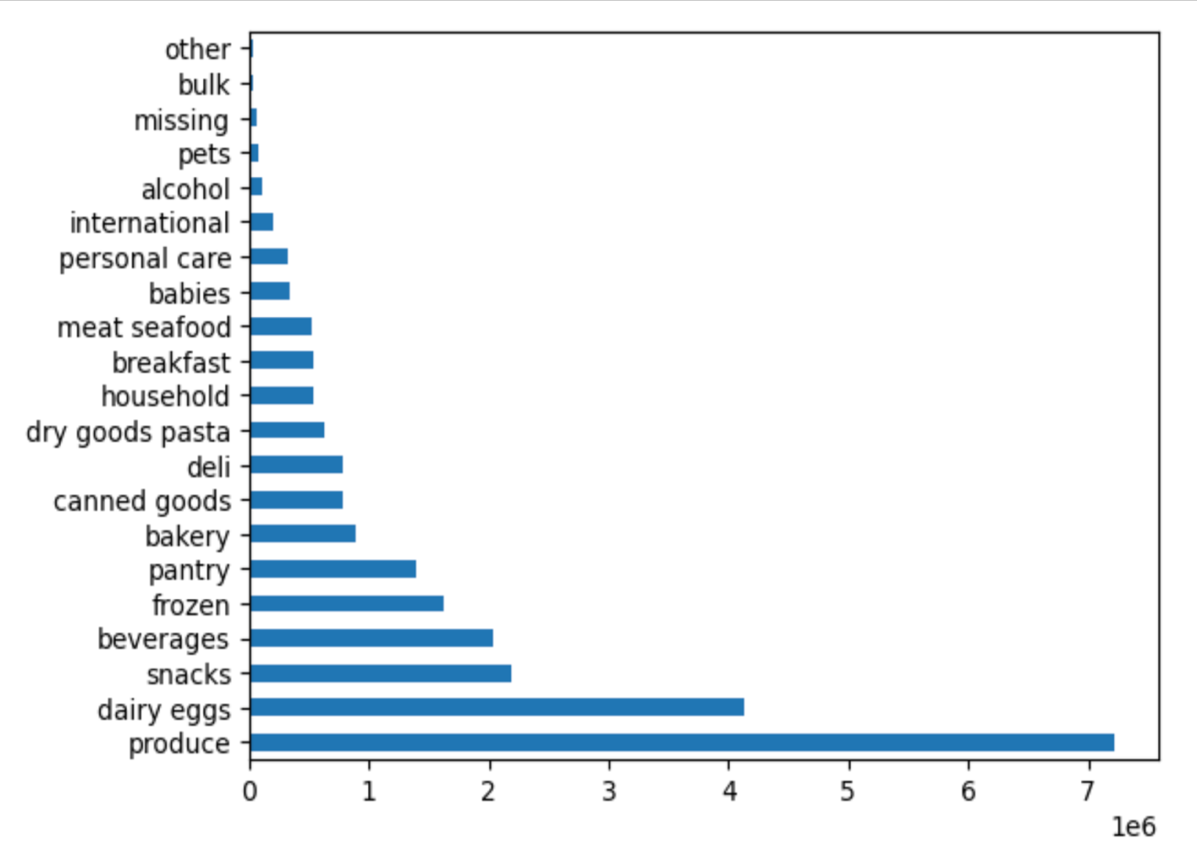 other
bulk
missing
pets
alcohol
international
personal care
babies
meat seafood
breakfast
household
dry goods pasta
deli
canned goods
bakery
pantry
frozen
beverages
snacks
dairy eggs
produce
0 1 2 3 4 5 6 7
1e6